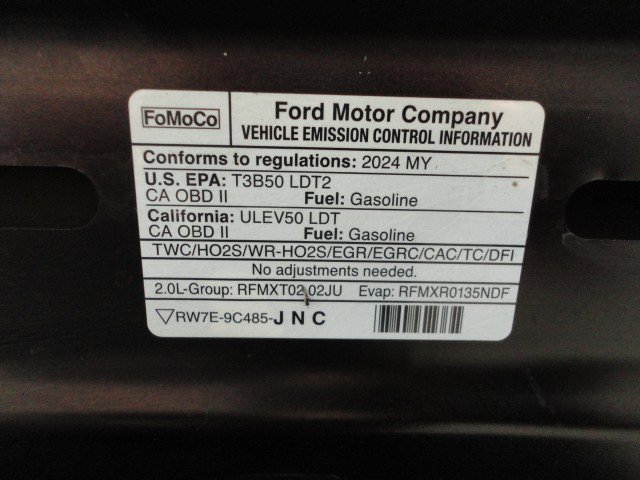 FoMoCo
Ford Motor Company
VEHICLE EMISSION CONTROL INFORMATION
Conforms to regulations: 2024 MY
U.S. EPA: T3B50 LDT2
CA OBD II Fuel: Gasoline
California: ULEV50 LDT
CA OBD II Fuel: Gasoline
TWC/HO2S/WR-HO2S/EGR/EGRC/CAC/TC/DFI
No adjustments needed.
2.0L-Group: RFMXT02.02JU Evap: RFMXR0135NDF
RW7E-9C485-JNC